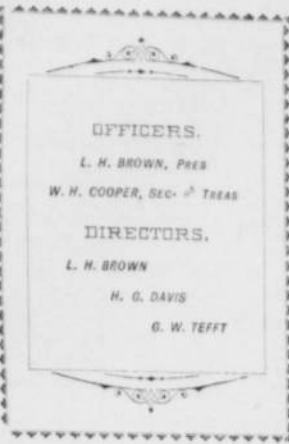 OFFICERS.
L. H. BROWN, PRES
W. H. COOPER, SEC- & TREAS
DIRECTORS.
L. H. BROWN
H. G. DAVIS
G. W. TEFFT